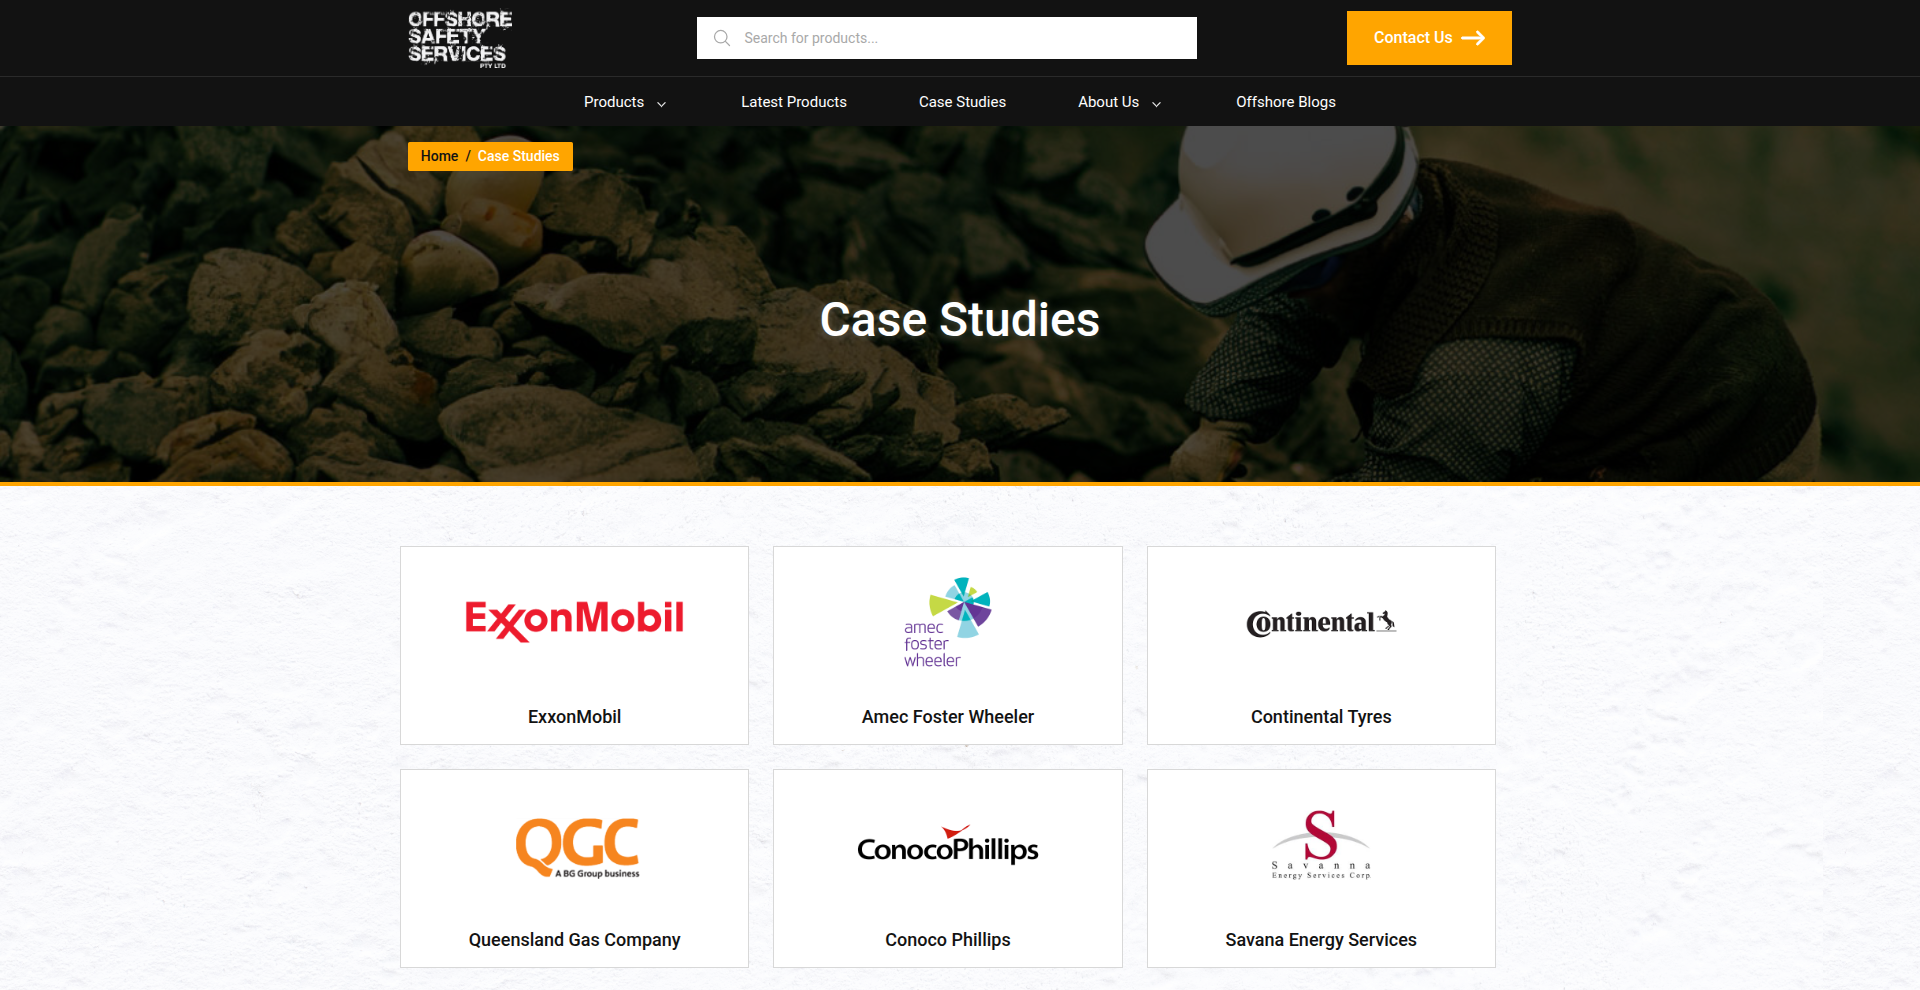 OFFSHORE
SAFETY
SERVICES
PTY LTD
Search for products...
Contact Us
Products
Latest Products
Case Studies
About Us
Offshore Blogs
Home / Case Studies
Case Studies
ExxonMobil
amec
foster
wheeler
Continental
ExxonMobil
Amec Foster Wheeler
Continental Tyres
QGC
A BG Group business
ConocoPhillips
S
Savanna
Energy Services Corp.
Queensland Gas Company
Conoco Phillips
Savana Energy Services